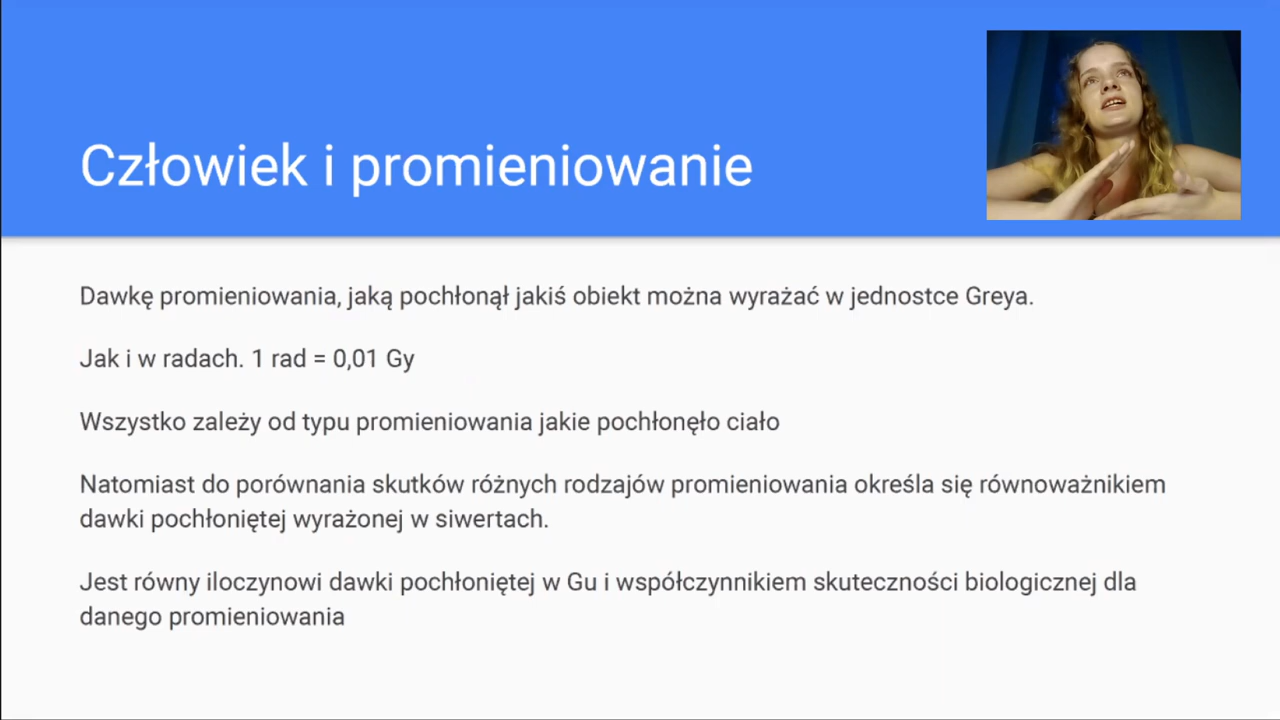 Człowiek i promieniowanie
Dawkę promieniowania, jaką pochłonął jakiś obiekt można wyrażać w jednostce Greya.
Jak i w radach. 1 rad = 0,01 Gy
Wszystko zależy od typu promieniowania jakie pochłonęło ciało
Natomiast do porównania skutków różnych rodzajów promieniowania określa się równoważnikiem
dawki pochłoniętej wyrażonej w siwertach.
Jest równy iloczynowi dawki pochłoniętej w Gu i współczynnikiem skuteczności biologicznej dla
danego promieniowania